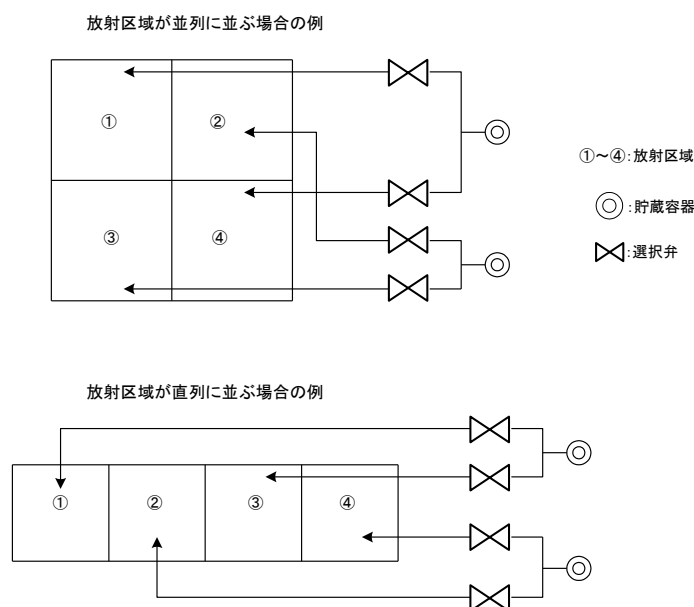 放射区域が並列に並ぶ場合の例
①
②
③
④
①～④:放射区域
:貯蔵容器
:選択弁
放射区域が直列に並ぶ場合の例
①
②
③
④